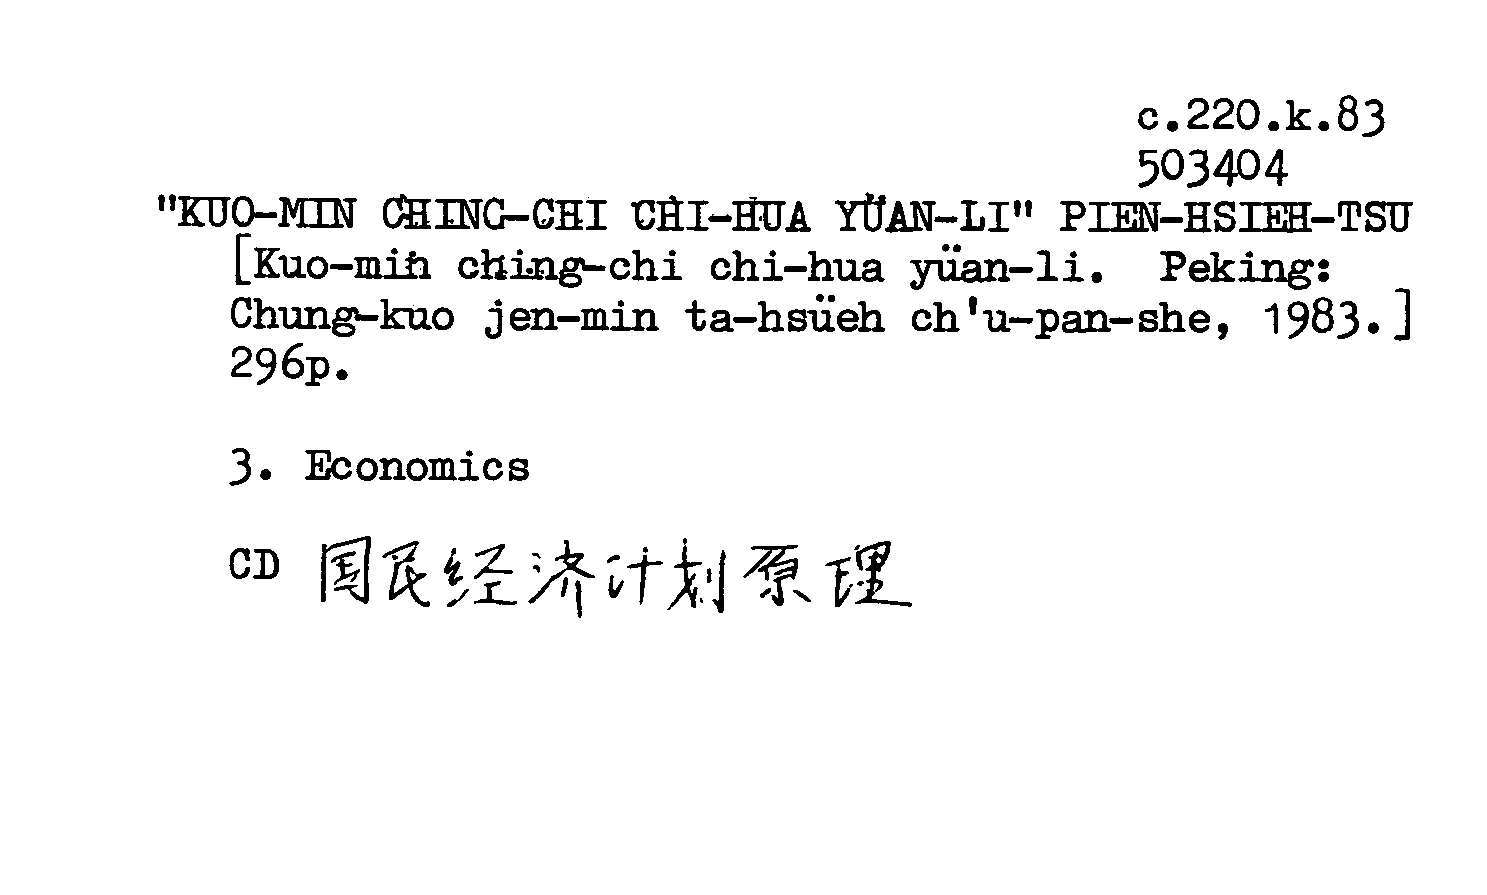 c.220.k.83
503404
"KUO-MIN CHING-CHI CHI-HUA YÜAN-LI" PIEN-HSIEH-TSU
[Kuo-min ching-chi chi-hua yüan-li. Peking:
Chung-kuo jen-min ta-hsüeh ch'u-pan-she, 1983.]
296p.
3. Economics
CD 国民经济计划原理